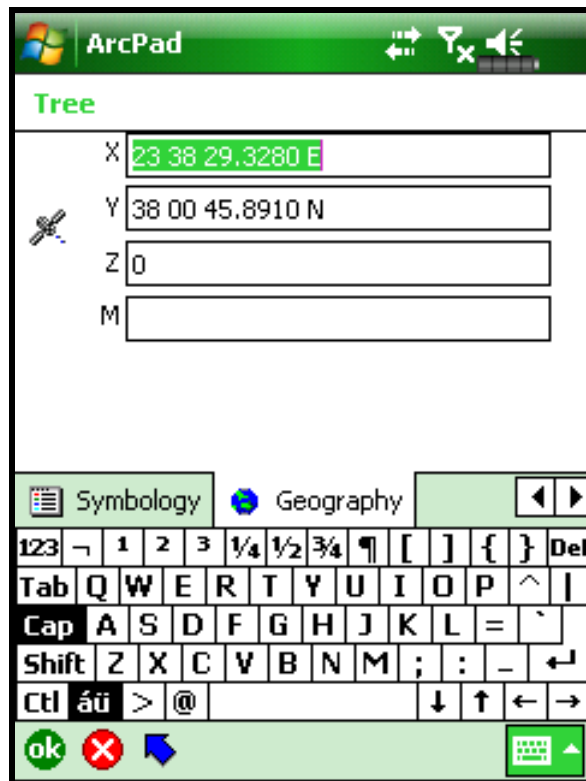 ArcPad
Tree
X 23 38 29.3280 E
Y 38 00 45.8910 N
Z 0
M
Symbology Geography
123 ¬ 1 2 3 ¼ ½ ¾ ¶ [ ] { } Del
Tab Q W E R T Y U I O P ^ |
Cap A S D F G H J K L = `
Shift Z X C V B N M ; : _ ↵
Ctl áü > @ ↓ ↑ ← →
ok